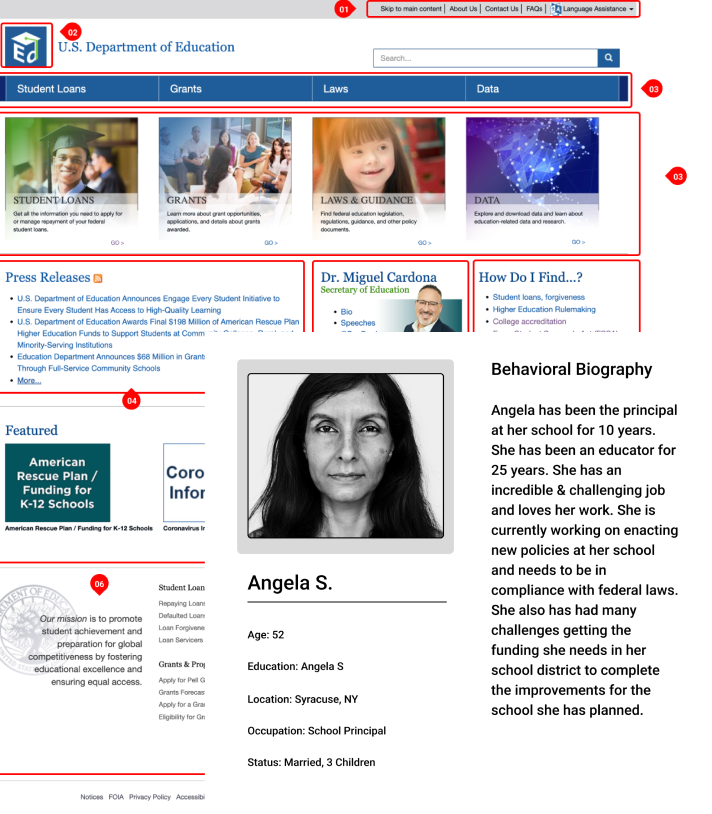 01
Skip to main content | About Us | Contact Us | FAQs | Language Assistance
02
ED
U.S. Department of Education
Search...
Student Loans Grants Laws Data
03
STUDENT LOANS
Get all the information you need to apply for
or manage repayment of your federal
student loans.
GO >
GRANTS
Learn more about grant opportunities,
applications, and details about grants
awarded.
GO >
LAWS & GUIDANCE
Find federal education legislation,
regulations, guidance, and other policy
documents.
GO >
DATA
Explore and download data and learn about
education-related data and research.
GO >
03
Press Releases
• U.S. Department of Education Announces Engage Every Student Initiative to
Ensure Every Student Has Access to High-Quality Learning
• U.S. Department of Education Awards Final $198 Million of American Rescue Plan
Higher Education Funds to Support Students at
Minority-Serving Institutions
• Education Department Announces $68 Million in Grants
Through Full-Service Community Schools
• More...
04
Dr. Miguel Cardona
Secretary of Education
• Bio
• Speeches
How Do I Find...?
• Student loans, forgiveness
• Higher Education Rulemaking
• College accreditation
Featured
American
Rescue Plan /
Funding for
K-12 Schools
American Rescue Plan / Funding for K-12 Schools
Coro
Infor
Coronavirus
06
Our mission is to promote
student achievement and
preparation for global
competitiveness by fostering
educational excellence and
ensuring equal access.
Student Loan
Repaying Loans
Defaulted Loans
Loan Forgivene
Loan Servicers
Grants &
Apply for Pell G
Grants Forecas
Apply for a Gra
Eligibility for
Notices FOIA Privacy Policy Accessibi
Angela S.
Age: 52
Education: Angela S
Location: Syracuse, NY
Occupation: School Principal
Status: Married, 3 Children
Behavioral Biography
Angela has been the principal
at her school for 10 years.
She has been an educator for
25 years. She has an
incredible & challenging job
and loves her work. She is
currently working on enacting
new policies at her school
and needs to be in
compliance with federal laws.
She also has had many
challenges getting the
funding she needs in her
school district to complete
the improvements for the
school she has planned.